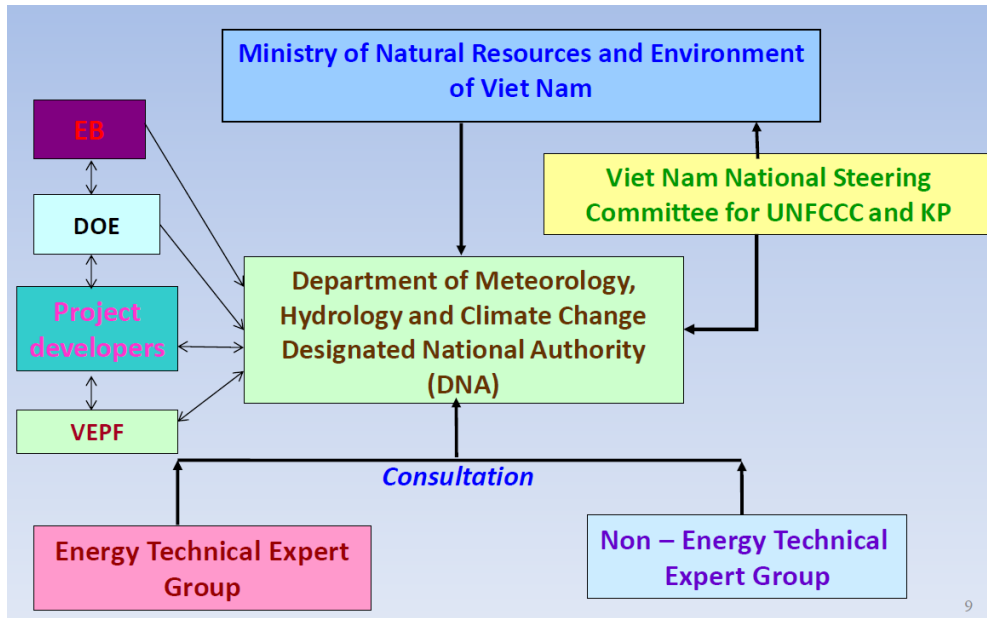 Ministry of Natural Resources and Environment
of Viet Nam
EB
Viet Nam National Steering
Committee for UNFCCC and KP
DOE
Department of Meteorology,
Hydrology and Climate Change
Designated National Authority
(DNA)
Project
developers
VEPF
Consultation
Energy Technical Expert
Group
Non – Energy Technical
Expert Group
9